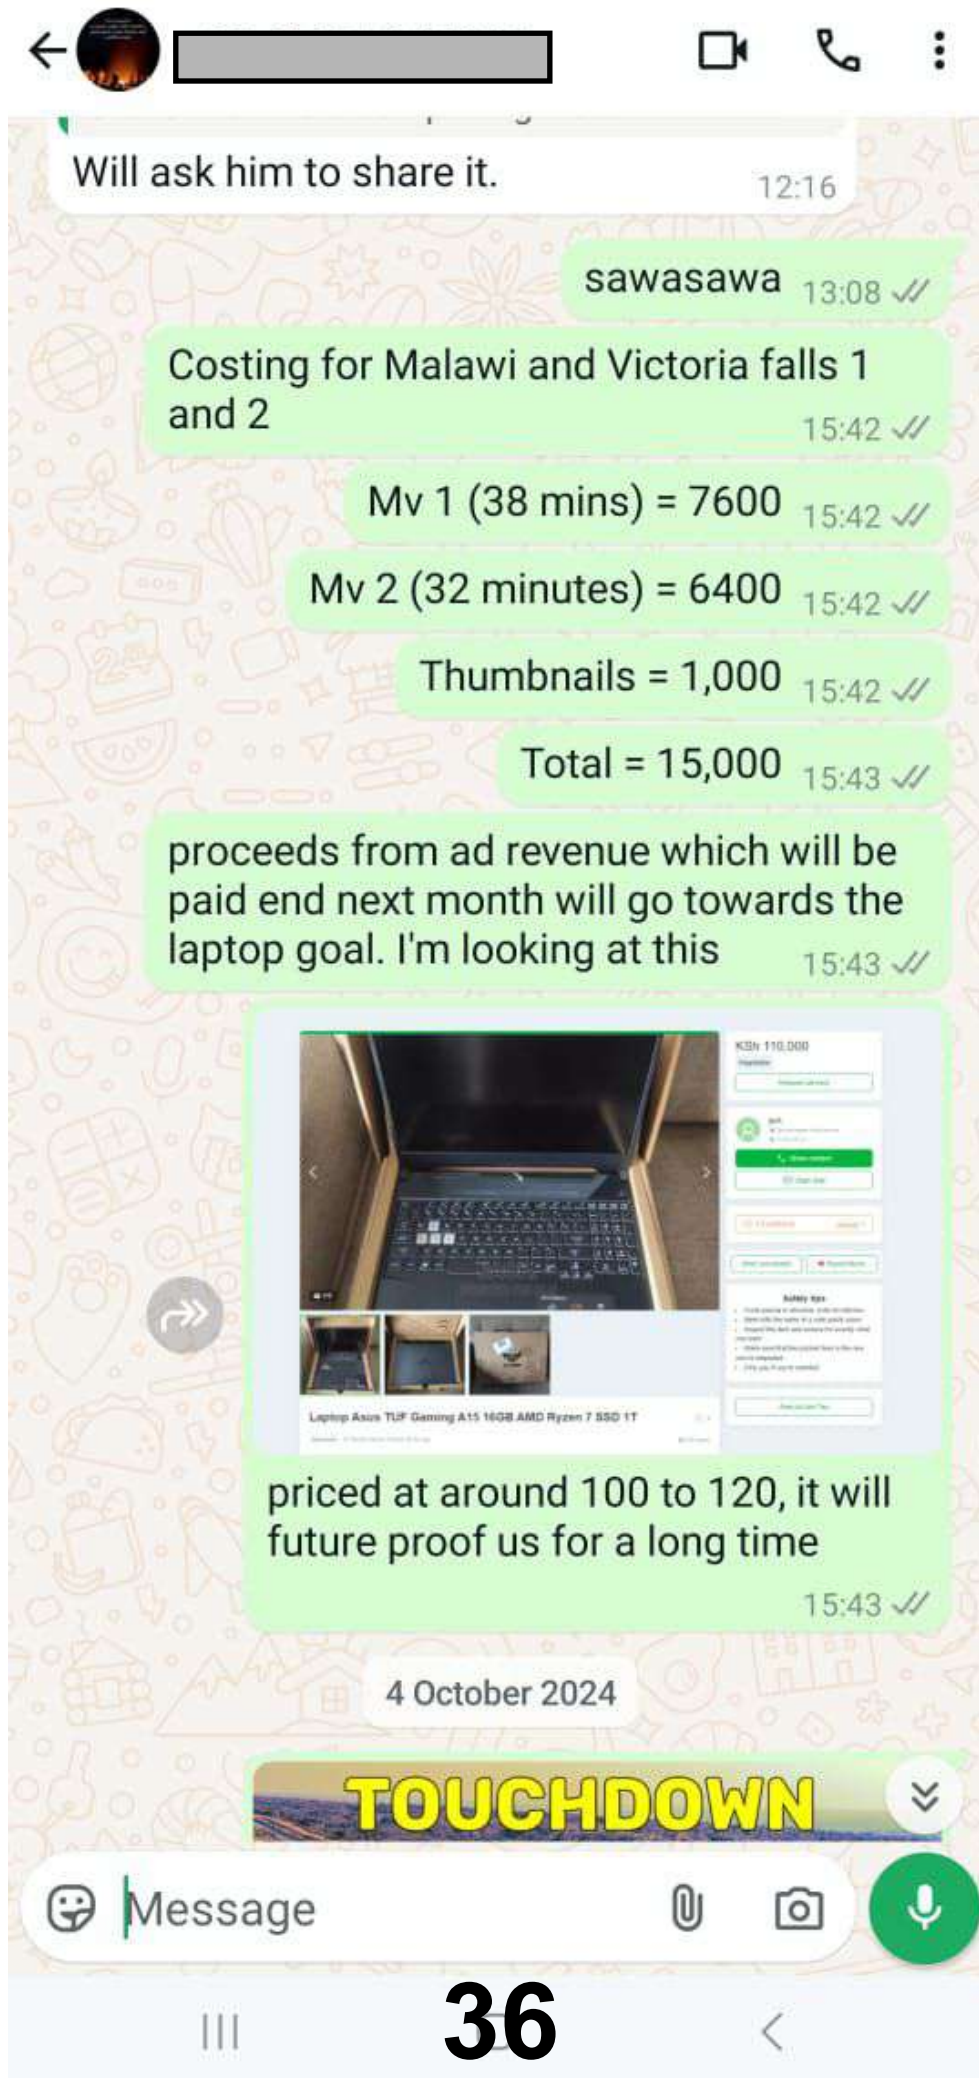 Will ask him to share it.
12:16
sawasawa 13:08
Costing for Malawi and Victoria falls 1
and 2
15:42
Mv 1 (38 mins) = 7600 15:42
Mv 2 (32 minutes) = 6400 15:42
Thumbnails = 1,000 15:42
Total = 15,000 15:43
proceeds from ad revenue which will be
paid end next month will go towards the
laptop goal. I'm looking at this 15:43
KSh 110,000
Safety tips
Laptop Asus TUF Gaming A15 16GB AMD Ryzen 7 SSD 1T
priced at around 100 to 120, it will
future proof us for a long time
15:43
4 October 2024
TOUCHDOWN
Message
36